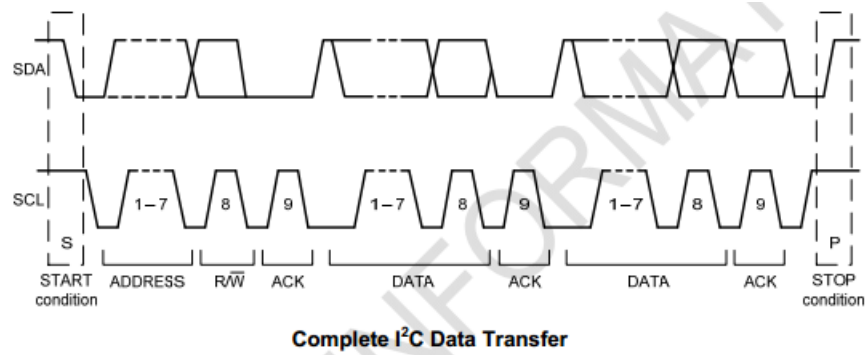 SDA
SCL
1–7 8 9 1–7 8 9 1–7 8 9
S P
START condition ADDRESS R/W̅ ACK DATA ACK DATA ACK STOP condition
Complete I²C Data Transfer
INFORMAT